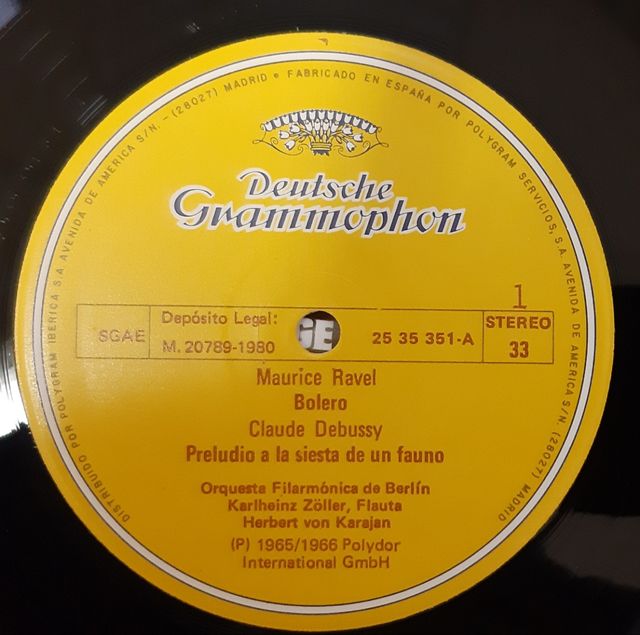 DISTRIBUIDO POR POLYGRAM IBERICA S.A. AVENIDA DE AMERICA S/N. – (28027) MADRID • FABRICADO EN ESPAÑA POR POLYGRAM SERVICIOS, S.A. AVENIDA DE AMERICA S/N. (28027) MADRID
Deutsche
Grammophon
1
SGAE
Depósito Legal:
M. 20789-1980
GE
25 35 351-A
STEREO
33
Maurice Ravel
Bolero
Claude Debussy
Preludio a la siesta de un fauno
Orquesta Filarmónica de Berlín
Karlheinz Zöller, Flauta
Herbert von Karajan
(P) 1965/1966 Polydor
International GmbH